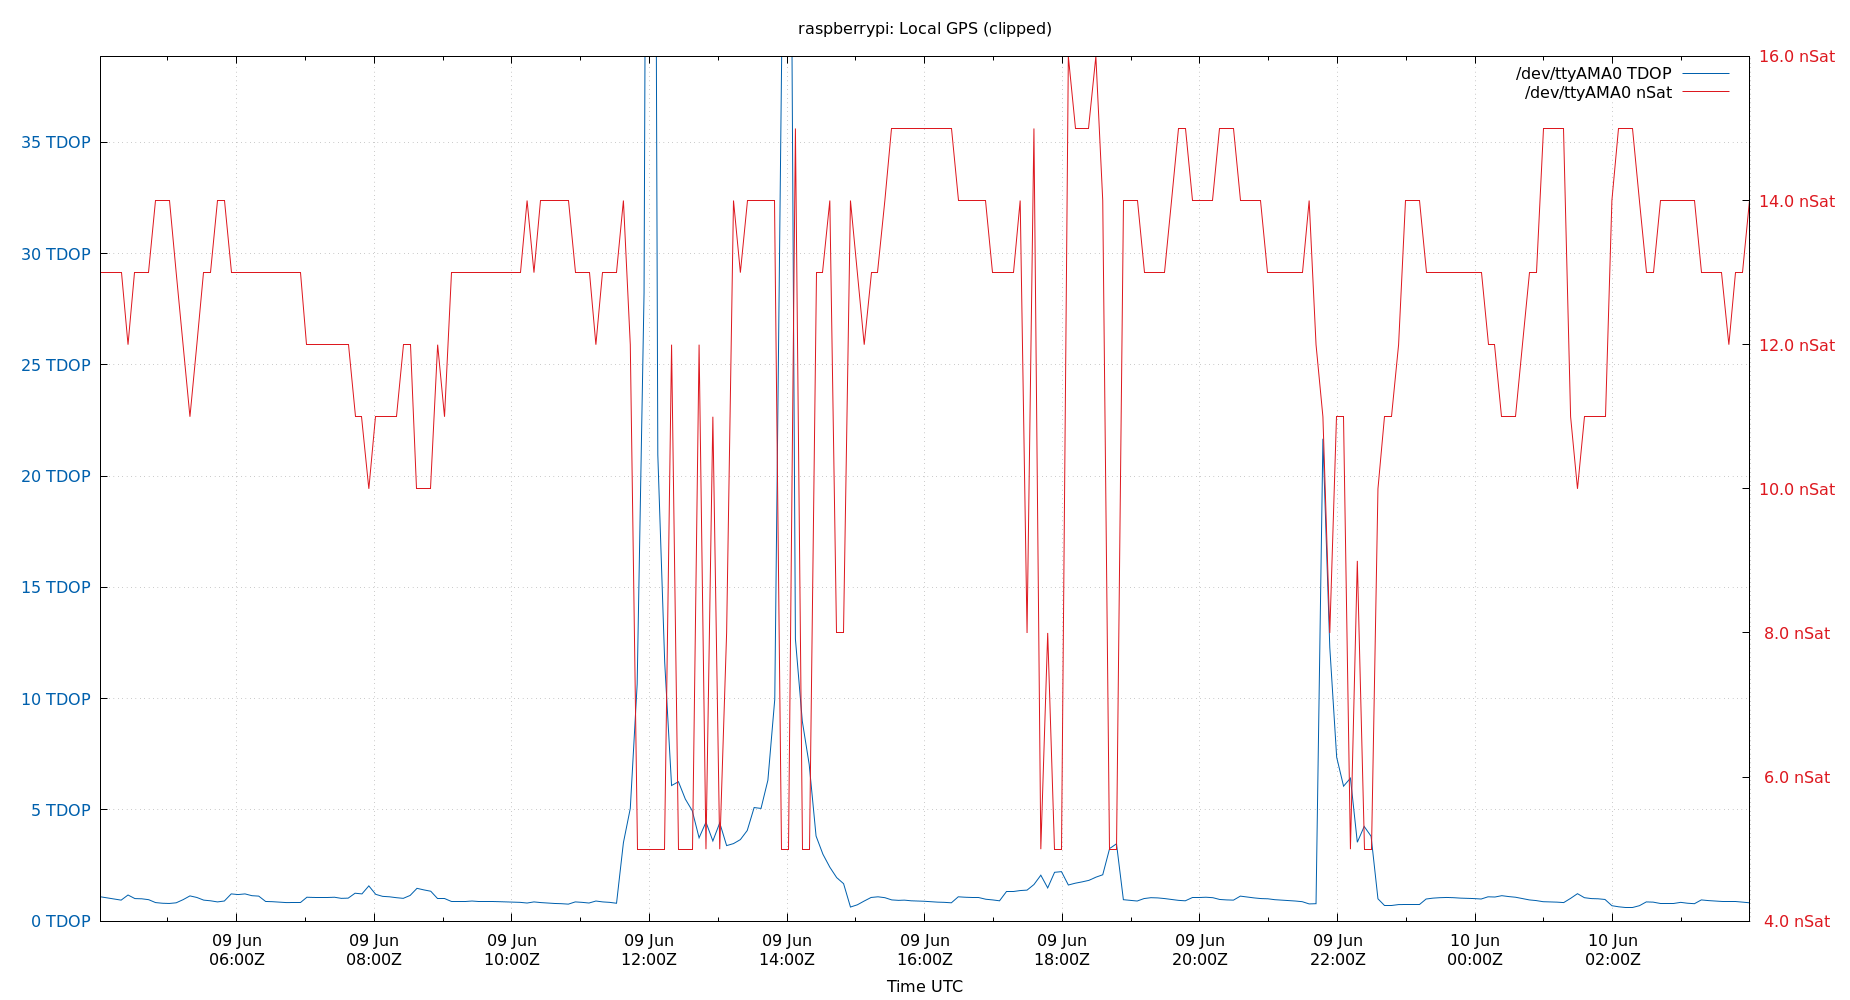 raspberrypi: Local GPS (clipped)
/dev/ttyAMA0 TDOP
/dev/ttyAMA0 nSat
35 TDOP
30 TDOP
25 TDOP
20 TDOP
15 TDOP
10 TDOP
5 TDOP
0 TDOP
16.0 nSat
14.0 nSat
12.0 nSat
10.0 nSat
8.0 nSat
6.0 nSat
4.0 nSat
09 Jun
06:00Z
09 Jun
08:00Z
09 Jun
10:00Z
09 Jun
12:00Z
09 Jun
14:00Z
09 Jun
16:00Z
09 Jun
18:00Z
09 Jun
20:00Z
09 Jun
22:00Z
10 Jun
00:00Z
10 Jun
02:00Z
Time UTC